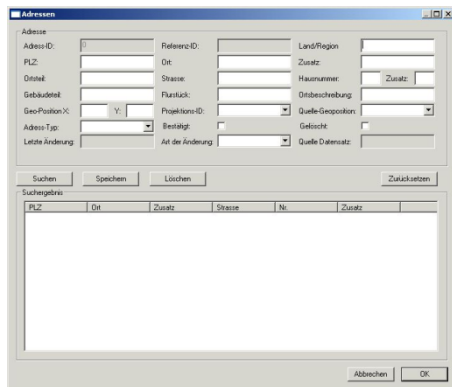 Adressen
Adresse
Adress-ID: 0 Referenz-ID: Land/Region
PLZ: Ort: Zusatz:
Ortsteil: Strasse: Hausnummer: Zusatz:
Gebäudeteil: Flurstück: Ortsbeschreibung:
Geo-Position X: Y: Projektions-ID: Quelle-Geoposition:
Adress-Typ: Bestätigt: Gelöscht:
Letzte Änderung: Art der Änderung Quelle Datensatz:
Suchen Speichern Löschen Zurücksetzen
Suchergebnis
PLZ Ort Zusatz Strasse Nr. Zusatz
Abbrechen OK